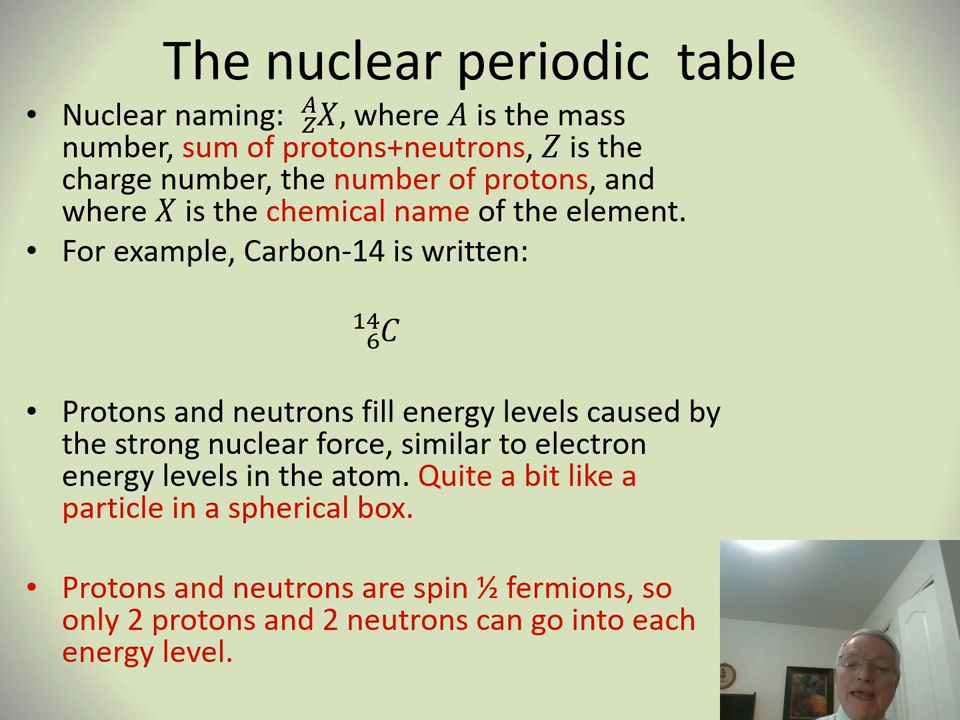 The nuclear periodic table
• Nuclear naming: $^{A}_{Z}X$, where $A$ is the mass
number, sum of protons+neutrons, $Z$ is the
charge number, the number of protons, and
where $X$ is the chemical name of the element.
• For example, Carbon-14 is written:
$^{14}_{6}C$
• Protons and neutrons fill energy levels caused by
the strong nuclear force, similar to electron
energy levels in the atom. Quite a bit like a
particle in a spherical box.
• Protons and neutrons are spin ½ fermions, so
only 2 protons and 2 neutrons can go into each
energy level.